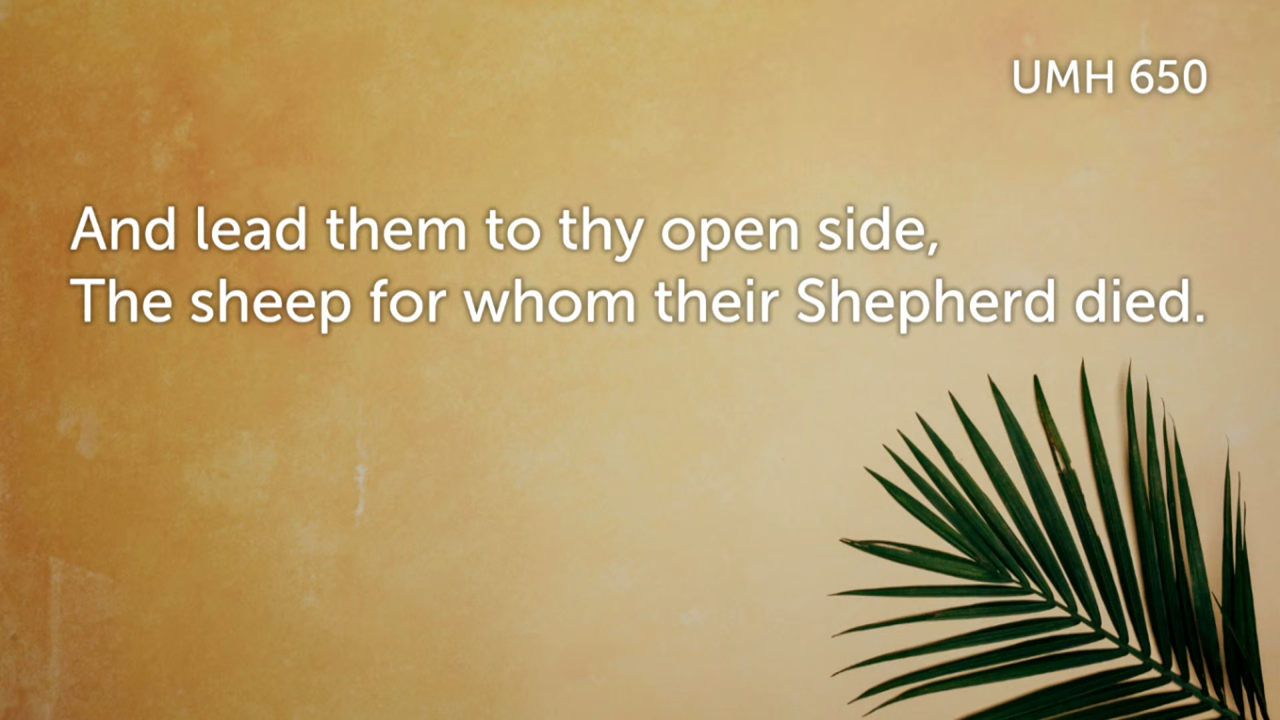 UMH 650
And lead them to thy open side,
The sheep for whom their Shepherd died.